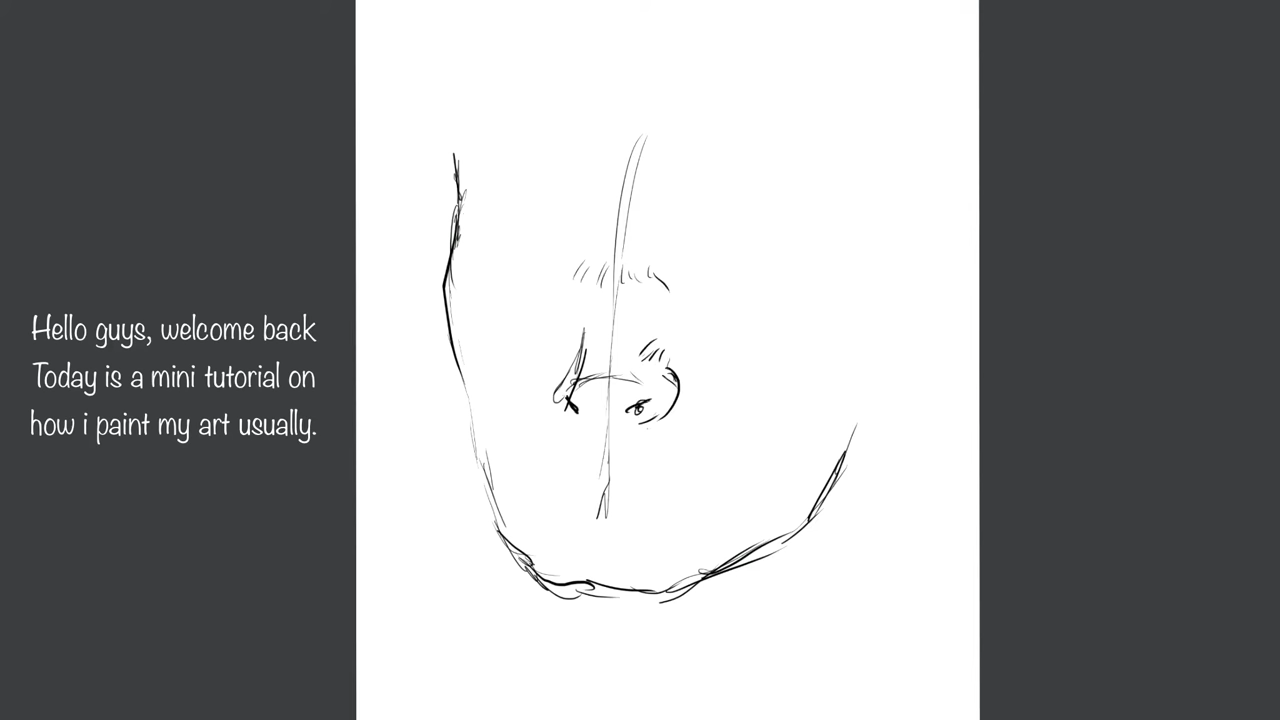 Hello guys, welcome back
Today is a mini tutorial on
how i paint my art usually.